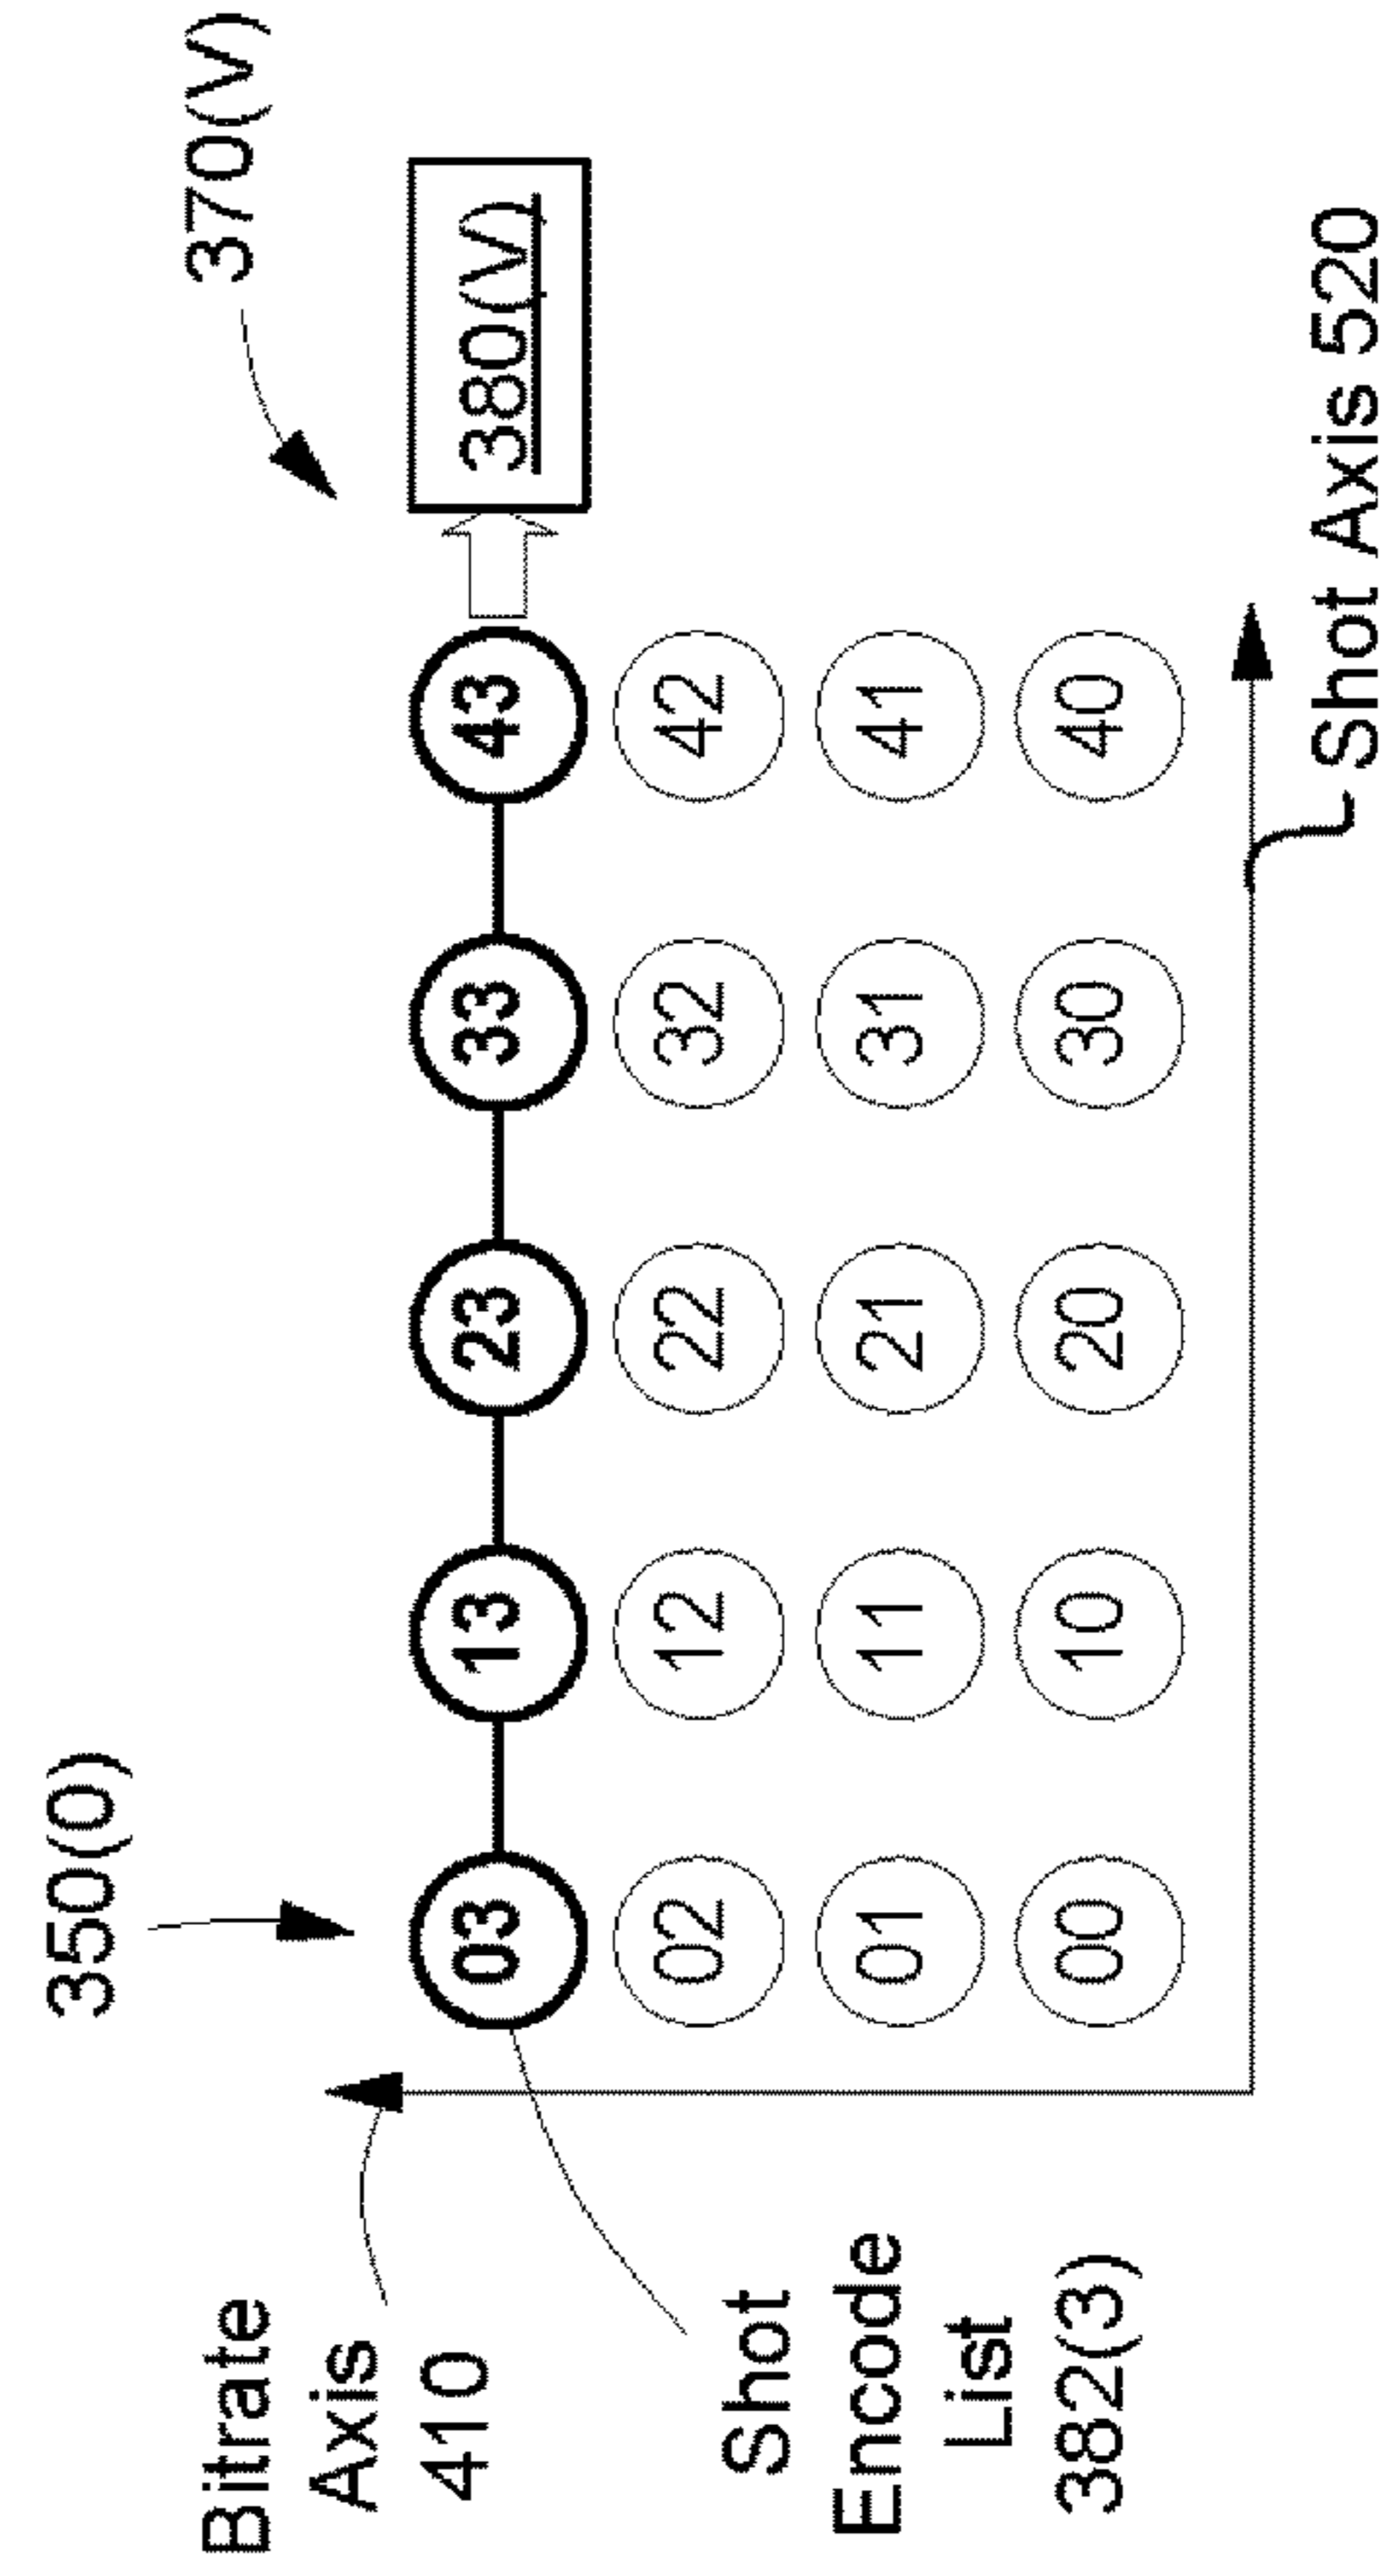 350(0)
370(V)
Bitrate
Axis
410
03 13 23 33 43
380(V)
02 12 22 32 42
Shot
Encode
List
382(3)
01 11 21 31 41
00 10 20 30 40
Shot Axis 520